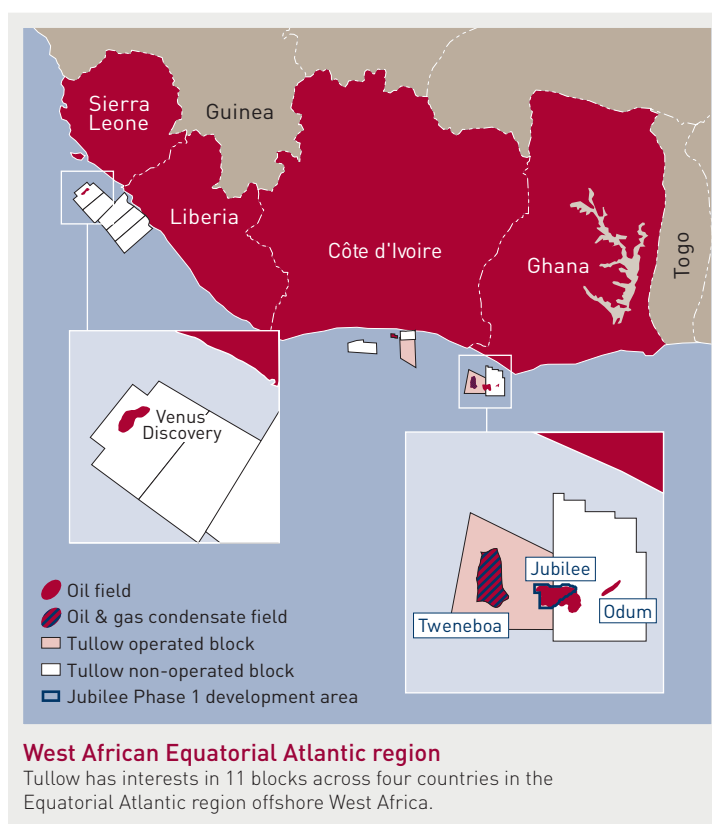 Sierra
Leone
Guinea
Liberia
Côte d'Ivoire
Ghana
Togo
Venus
Discovery
Jubilee
Odum
Tweneboa
Oil field
Oil & gas condensate field
Tullow operated block
Tullow non-operated block
Jubilee Phase 1 development area
West African Equatorial Atlantic region
Tullow has interests in 11 blocks across four countries in the
Equatorial Atlantic region offshore West Africa.